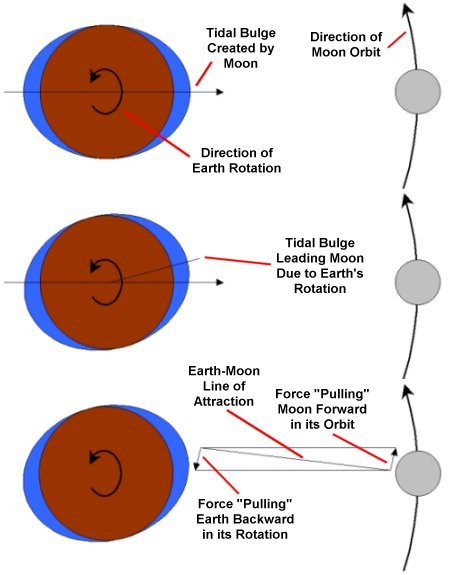 Tidal Bulge
Created by
Moon
Direction of
Moon Orbit
Direction of
Earth Rotation
Tidal Bulge
Leading Moon
Due to Earth's
Rotation
Earth-Moon
Line of
Attraction
Force "Pulling"
Moon Forward
in its Orbit
Force "Pulling"
Earth Backward
in its Rotation